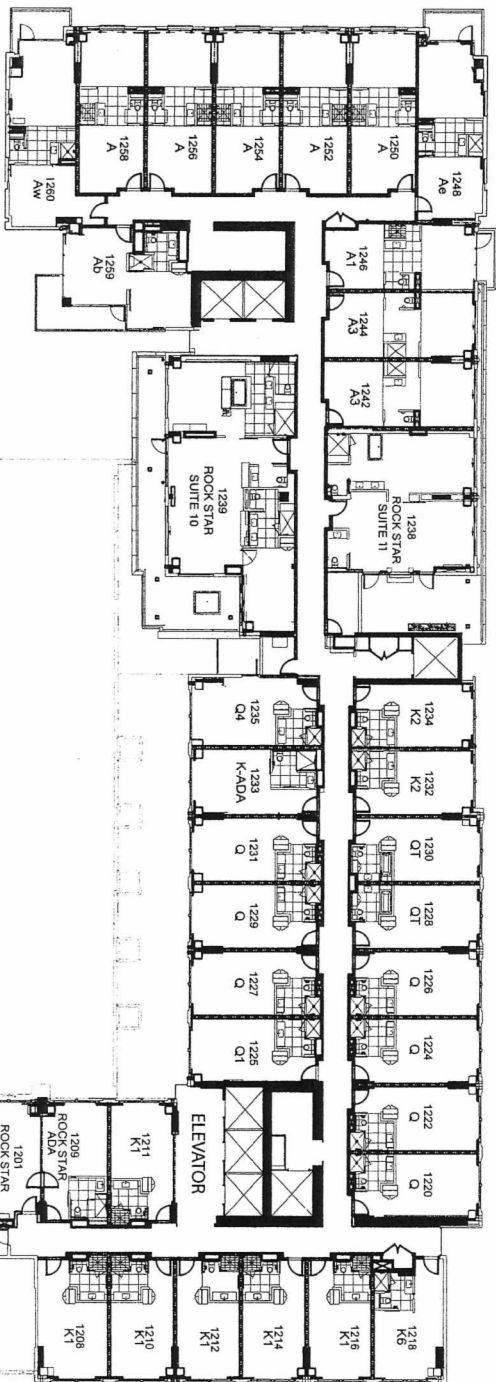 1260
Aw
1258
A
1256
A
1254
A
1252
A
1250
A
1248
Ae
1259
Ab
1246
A1
1244
A3
1242
A3
1239
ROCK STAR
SUITE 10
1238
ROCK STAR
SUITE 11
1235
Q4
1234
K2
1233
K-ADA
1232
K2
1231
Q
1230
QT
1229
Q
1228
QT
1227
Q
1226
Q
1225
Q1
1224
Q
1222
Q
1220
Q
ELEVATOR
1211
K1
1209
ROCK STAR
ADA
1201
ROCK STAR
1208
K1
1210
K1
1212
K1
1214
K1
1216
K1
1218
K6